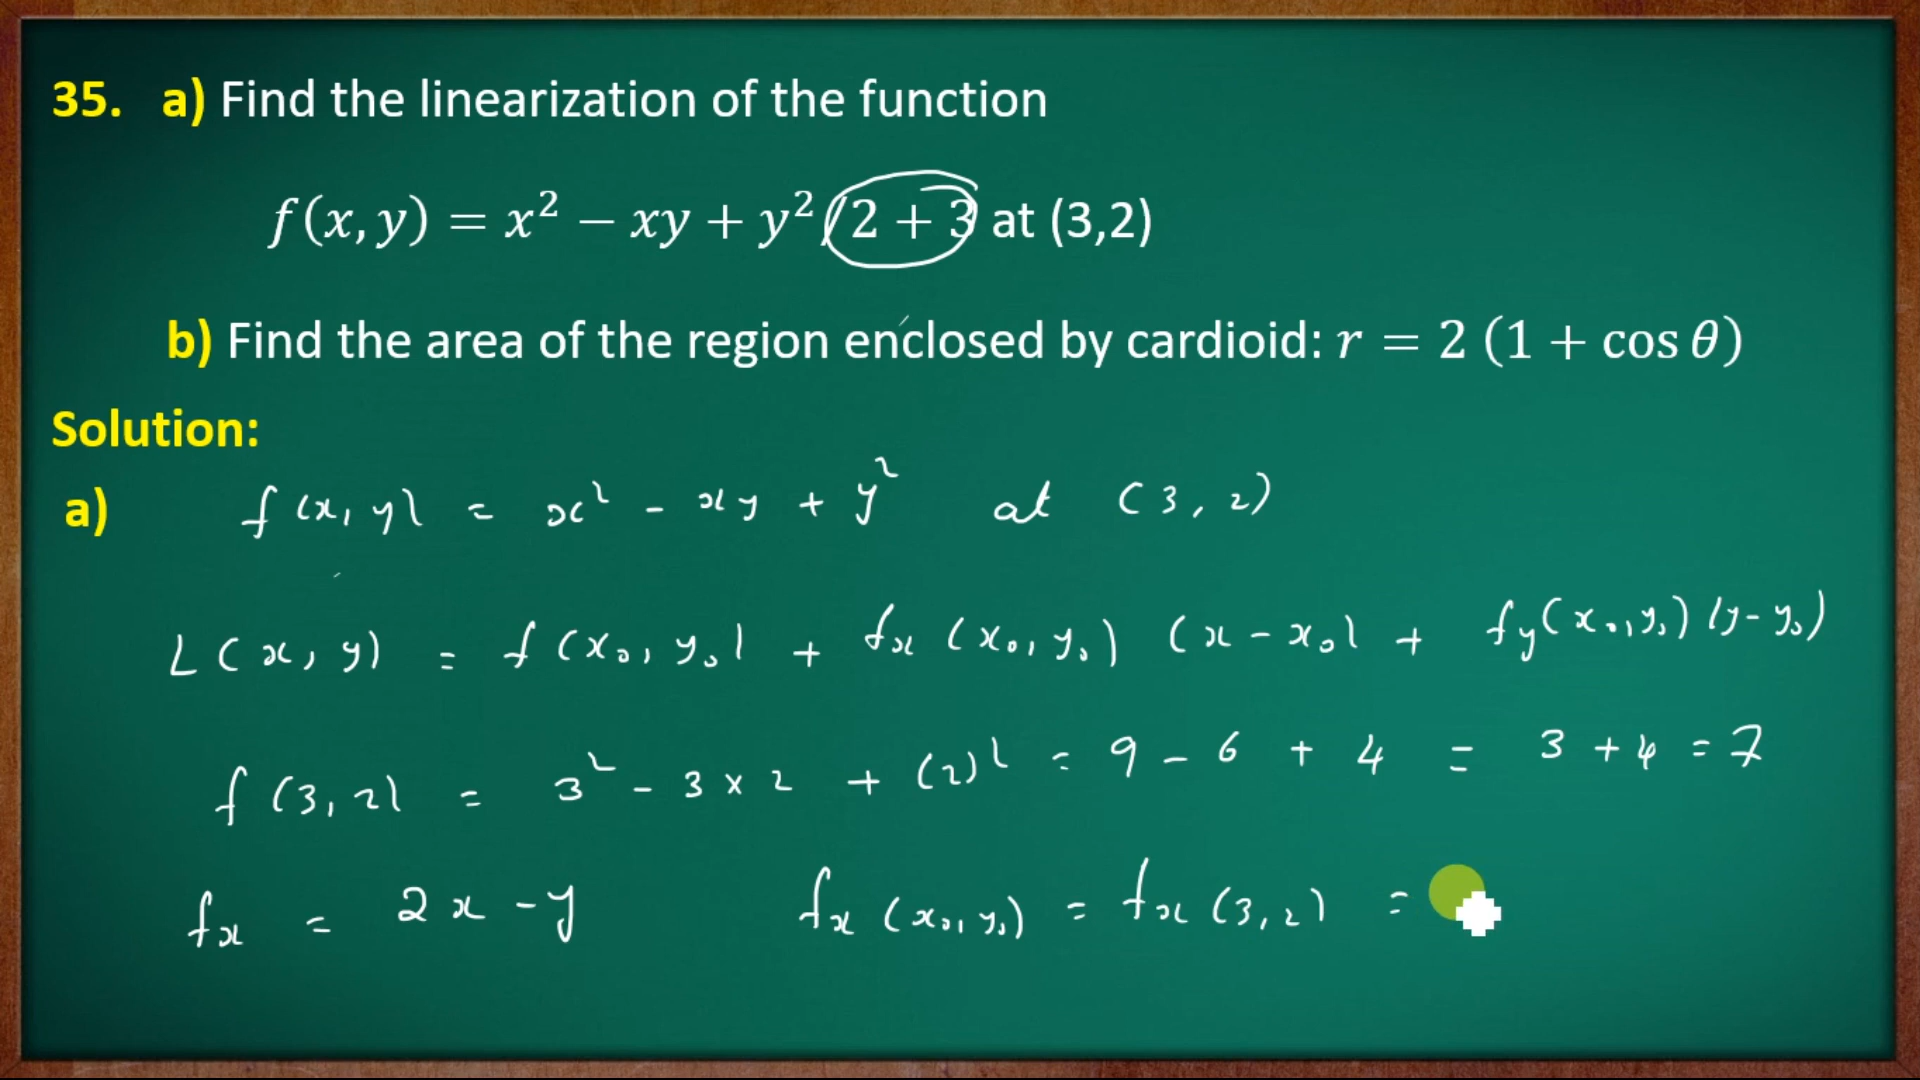 35. a) Find the linearization of the function
f(x, y) = x² − xy + y²/2 + 3 at (3,2)
b) Find the area of the region enclosed by cardioid: r = 2 (1 + cos θ)
Solution:
a) f(x, y) = x² - xy + y² at (3, 2)
L(x, y) = f(x₀, y₀) + fₓ(x₀, y₀) (x - x₀) + f_y(x₀, y₀) (y - y₀)
f(3, 2) = 3² - 3 × 2 + (2)² = 9 - 6 + 4 = 3 + 4 = 7
fₓ = 2x - y fₓ(x₀, y₀) = fₓ(3, 2) =